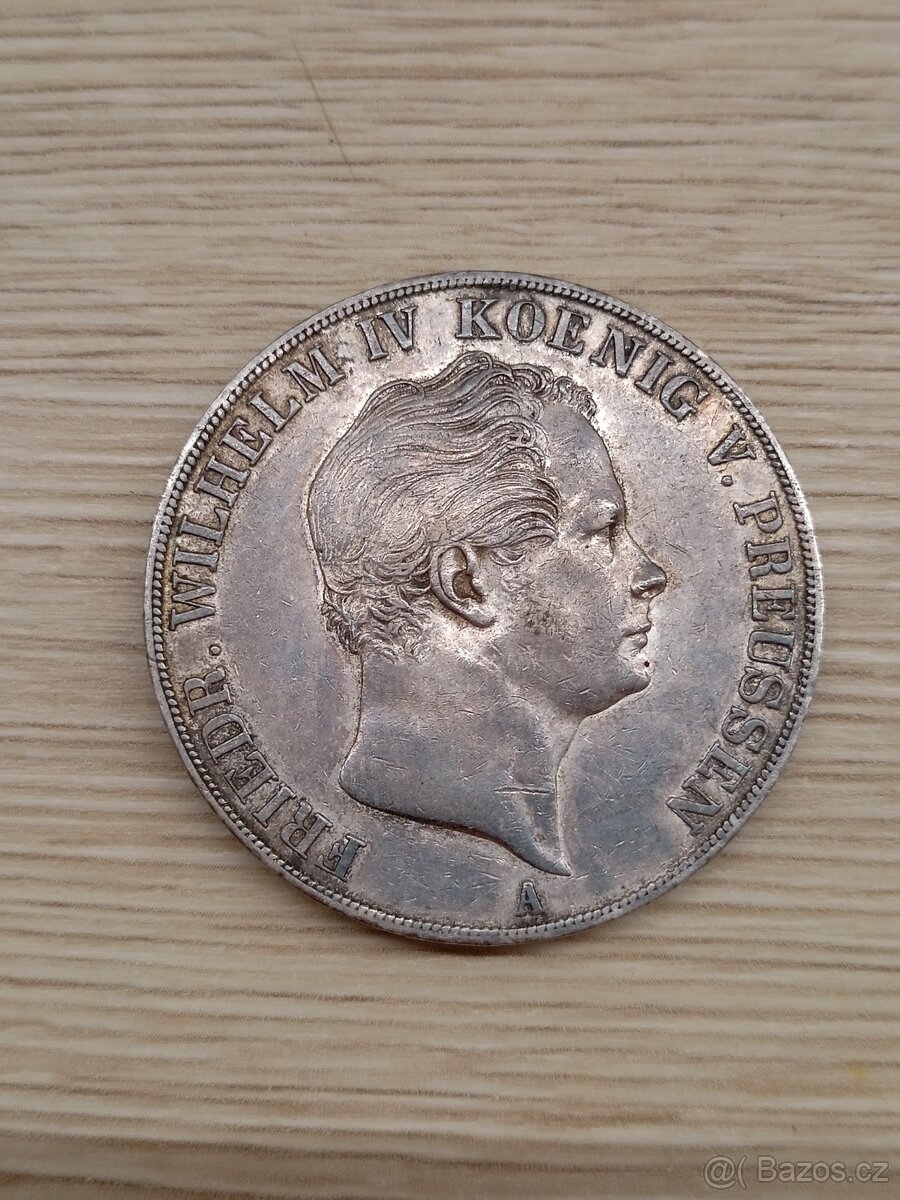 FRIEDR. WILHELM IV KOENIG V. PREUSSEN
A
@( Bazos.cz